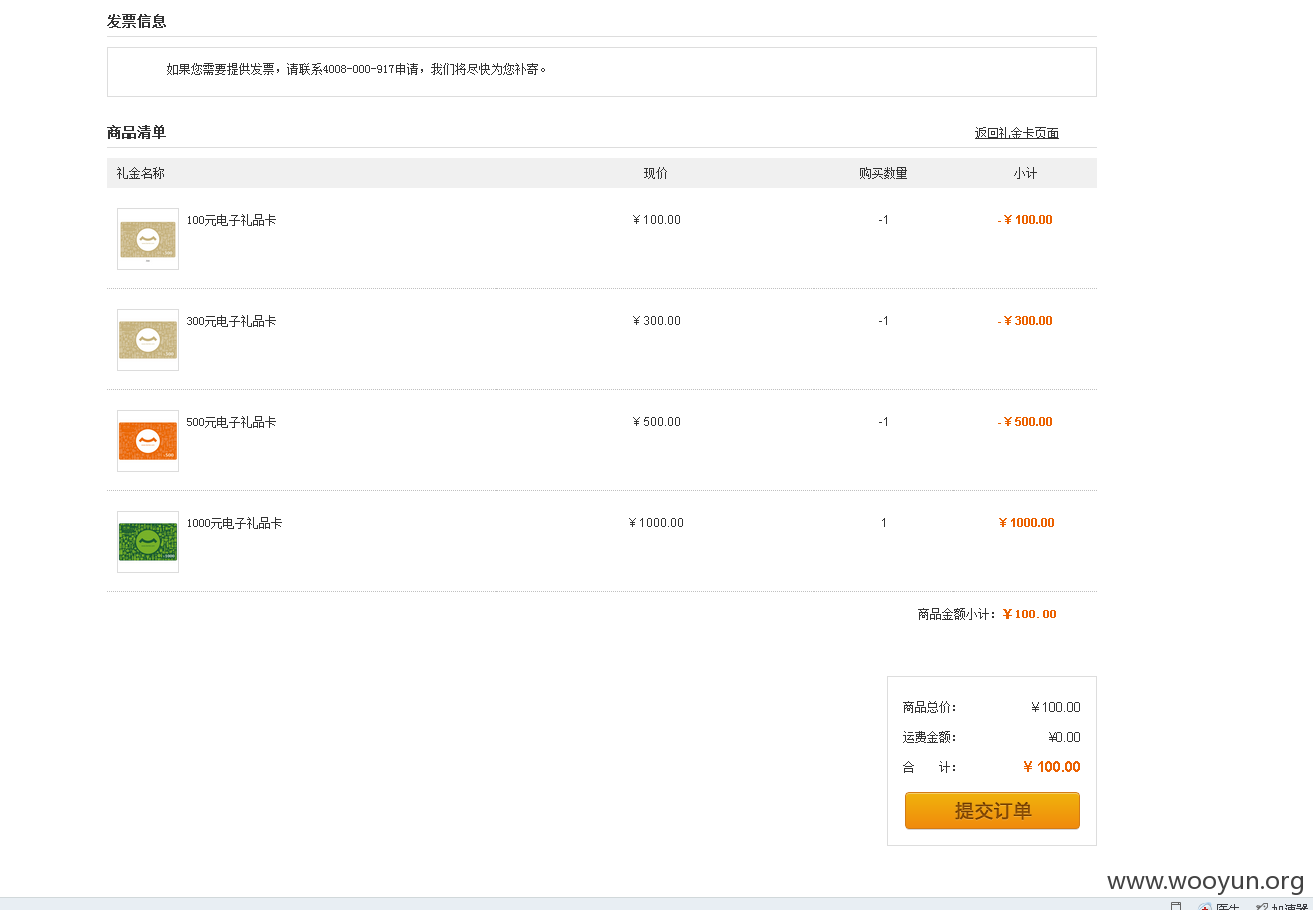 发票信息
如果您需要提供发票，请联系4008-000-917申请，我们将尽快为您补寄。
商品清单 返回礼金卡页面
礼金名称 现价 购买数量 小计
100元电子礼品卡 ￥100.00 -1 -￥100.00
300元电子礼品卡 ￥300.00 -1 -￥300.00
500元电子礼品卡 ￥500.00 -1 -￥500.00
1000元电子礼品卡 ￥1000.00 1 ￥1000.00
商品金额小计：￥100.00
商品总价： ￥100.00
运费金额： ¥0.00
合 计： ￥ 100.00
提交订单
www.wooyun.org
医生 加速器